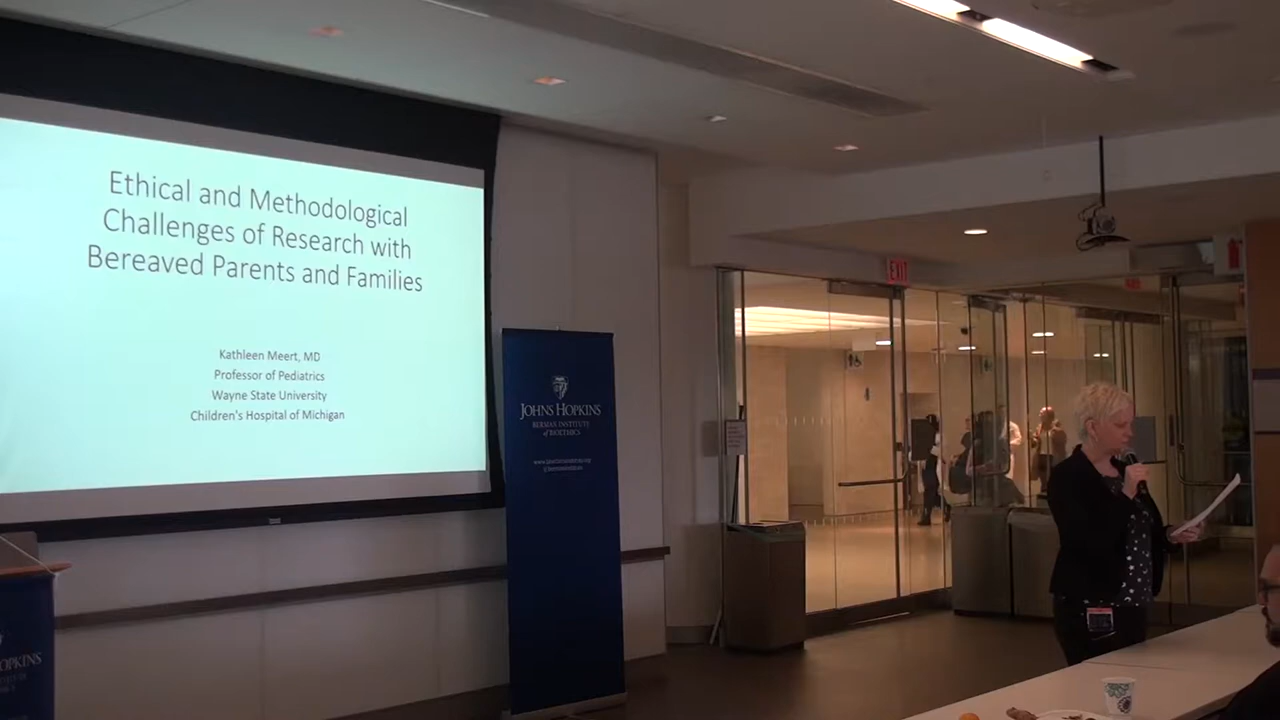 Ethical and Methodological
Challenges of Research with
Bereaved Parents and Families
Kathleen Meert, MD
Professor of Pediatrics
Wayne State University
Children's Hospital of Michigan
JOHNS HOPKINS
BERMAN INSTITUTE
of BIOETHICS
EXIT
OPKINS